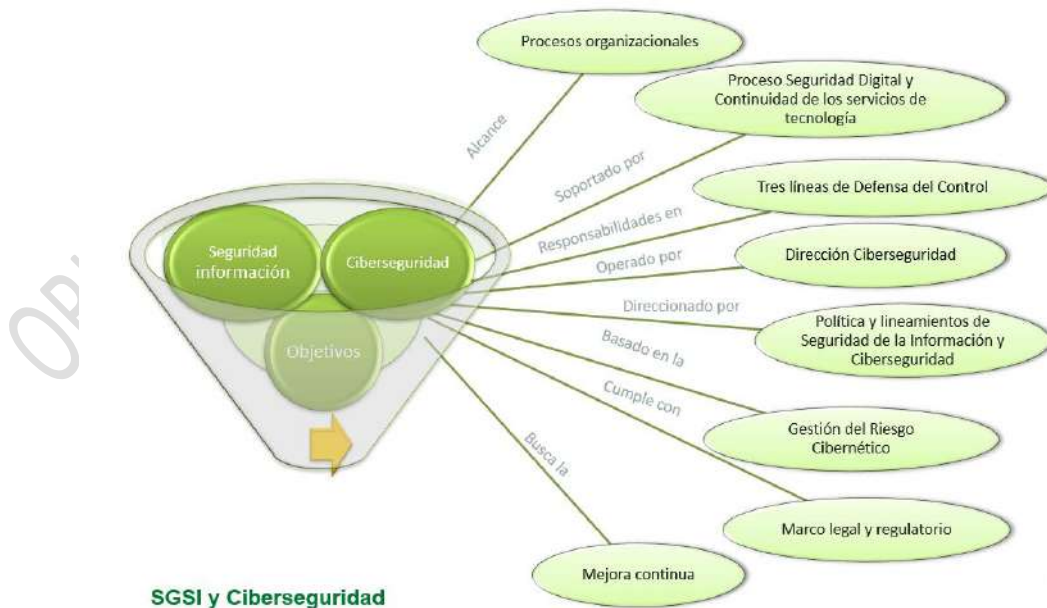 Procesos organizacionales
Proceso Seguridad Digital y
Continuidad de los servicios de
tecnología
Alcance
Soportado por
Tres líneas de Defensa del Control
Responsabilidades en
Seguridad
información
Ciberseguridad
Operado por
Dirección Ciberseguridad
Direccionado por
Política y lineamientos de
Seguridad de la Información y
Ciberseguridad
Objetivos
Basado en la
Cumple con
Gestión del Riesgo
Cibernético
Busca la
Marco legal y regulatorio
Mejora continua
SGSI y Ciberseguridad